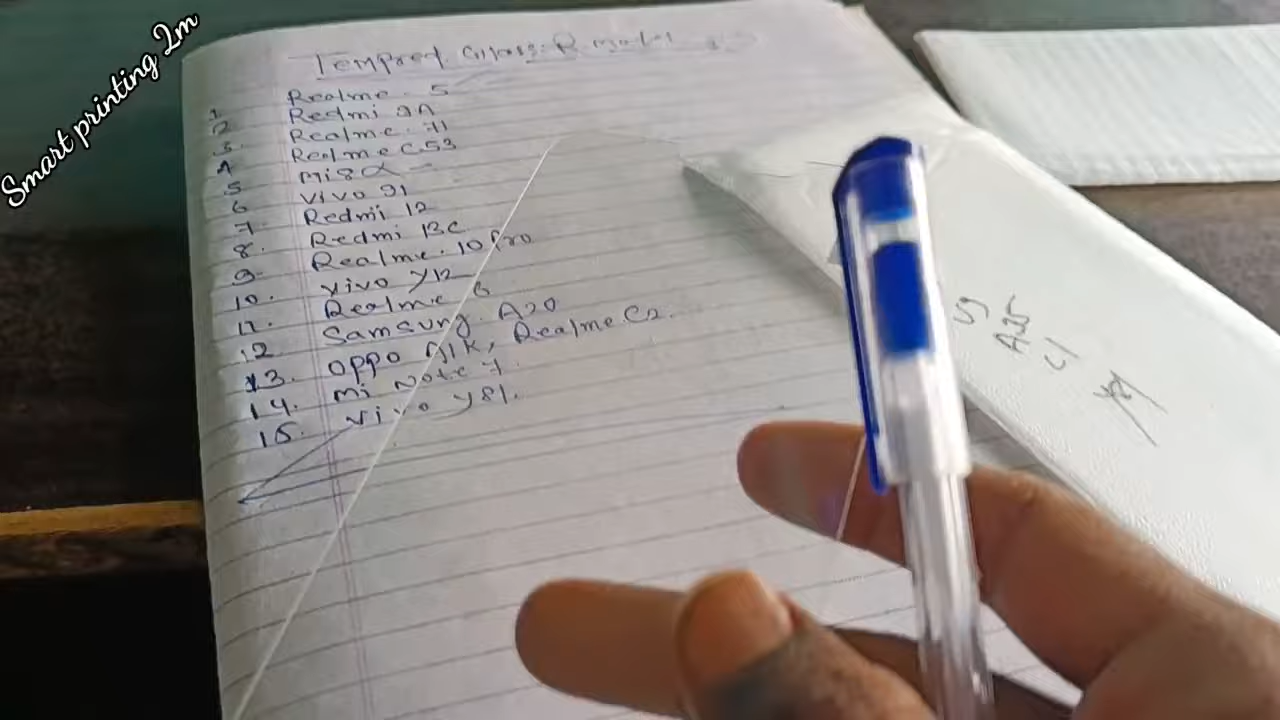 Smart printing 2m
Tempred. Glass. R model
1 Realme. 5
2 Redmi 9A
3. Realme. 11
4 Realme C53
5 Mi 8
6 Vivo 91
7. Redmi 12
8. Redmi 13C
9. Realme. 10 Pro
10. Vivo Y12
11. Realme 6
12 Samsung. A20
13. Oppo A1K, Realme. C2.
14. Mi Note 7.
15. Vivo Y81.